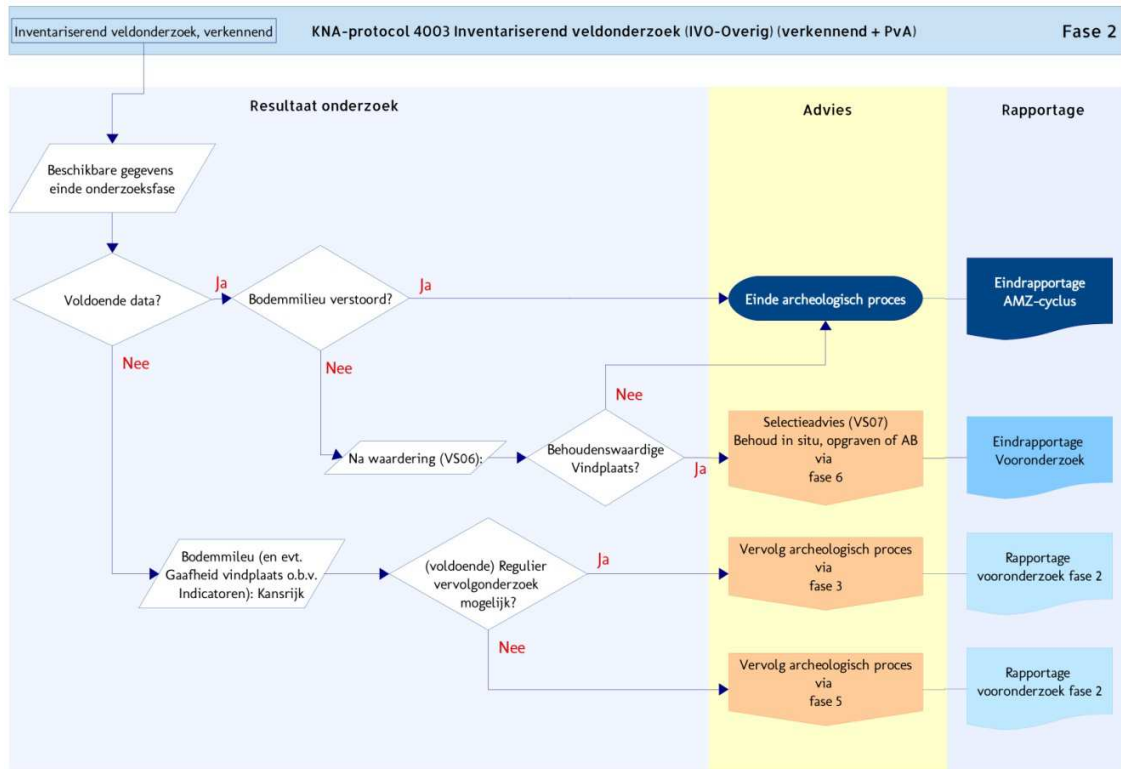 Inventariserend veldonderzoek, verkennend
KNA-protocol 4003 Inventariserend veldonderzoek (IVO-Overig) (verkennend + PvA)
Fase 2
Resultaat onderzoek
Advies
Rapportage
Beschikbare gegevens
einde onderzoeksfase
Voldoende data?
Ja
Bodemmilieu verstoord?
Ja
Einde archeologisch proces
Eindrapportage
AMZ-cyclus
Nee
Nee
Nee
Na waardering (VS06):
Behoudenswaardige
Vindplaats?
Ja
Selectieadvies (VS07)
Behoud in situ, opgraven of AB
via
fase 6
Eindrapportage
Vooronderzoek
Bodemmileu (en evt.
Gaafheid vindplaats o.b.v.
Indicatoren): Kansrijk
(voldoende) Regulier
vervolgonderzoek
mogelijk?
Ja
Vervolg archeologisch proces
via
fase 3
Rapportage
vooronderzoek fase 2
Nee
Vervolg archeologisch proces
via
fase 5
Rapportage
vooronderzoek fase 2